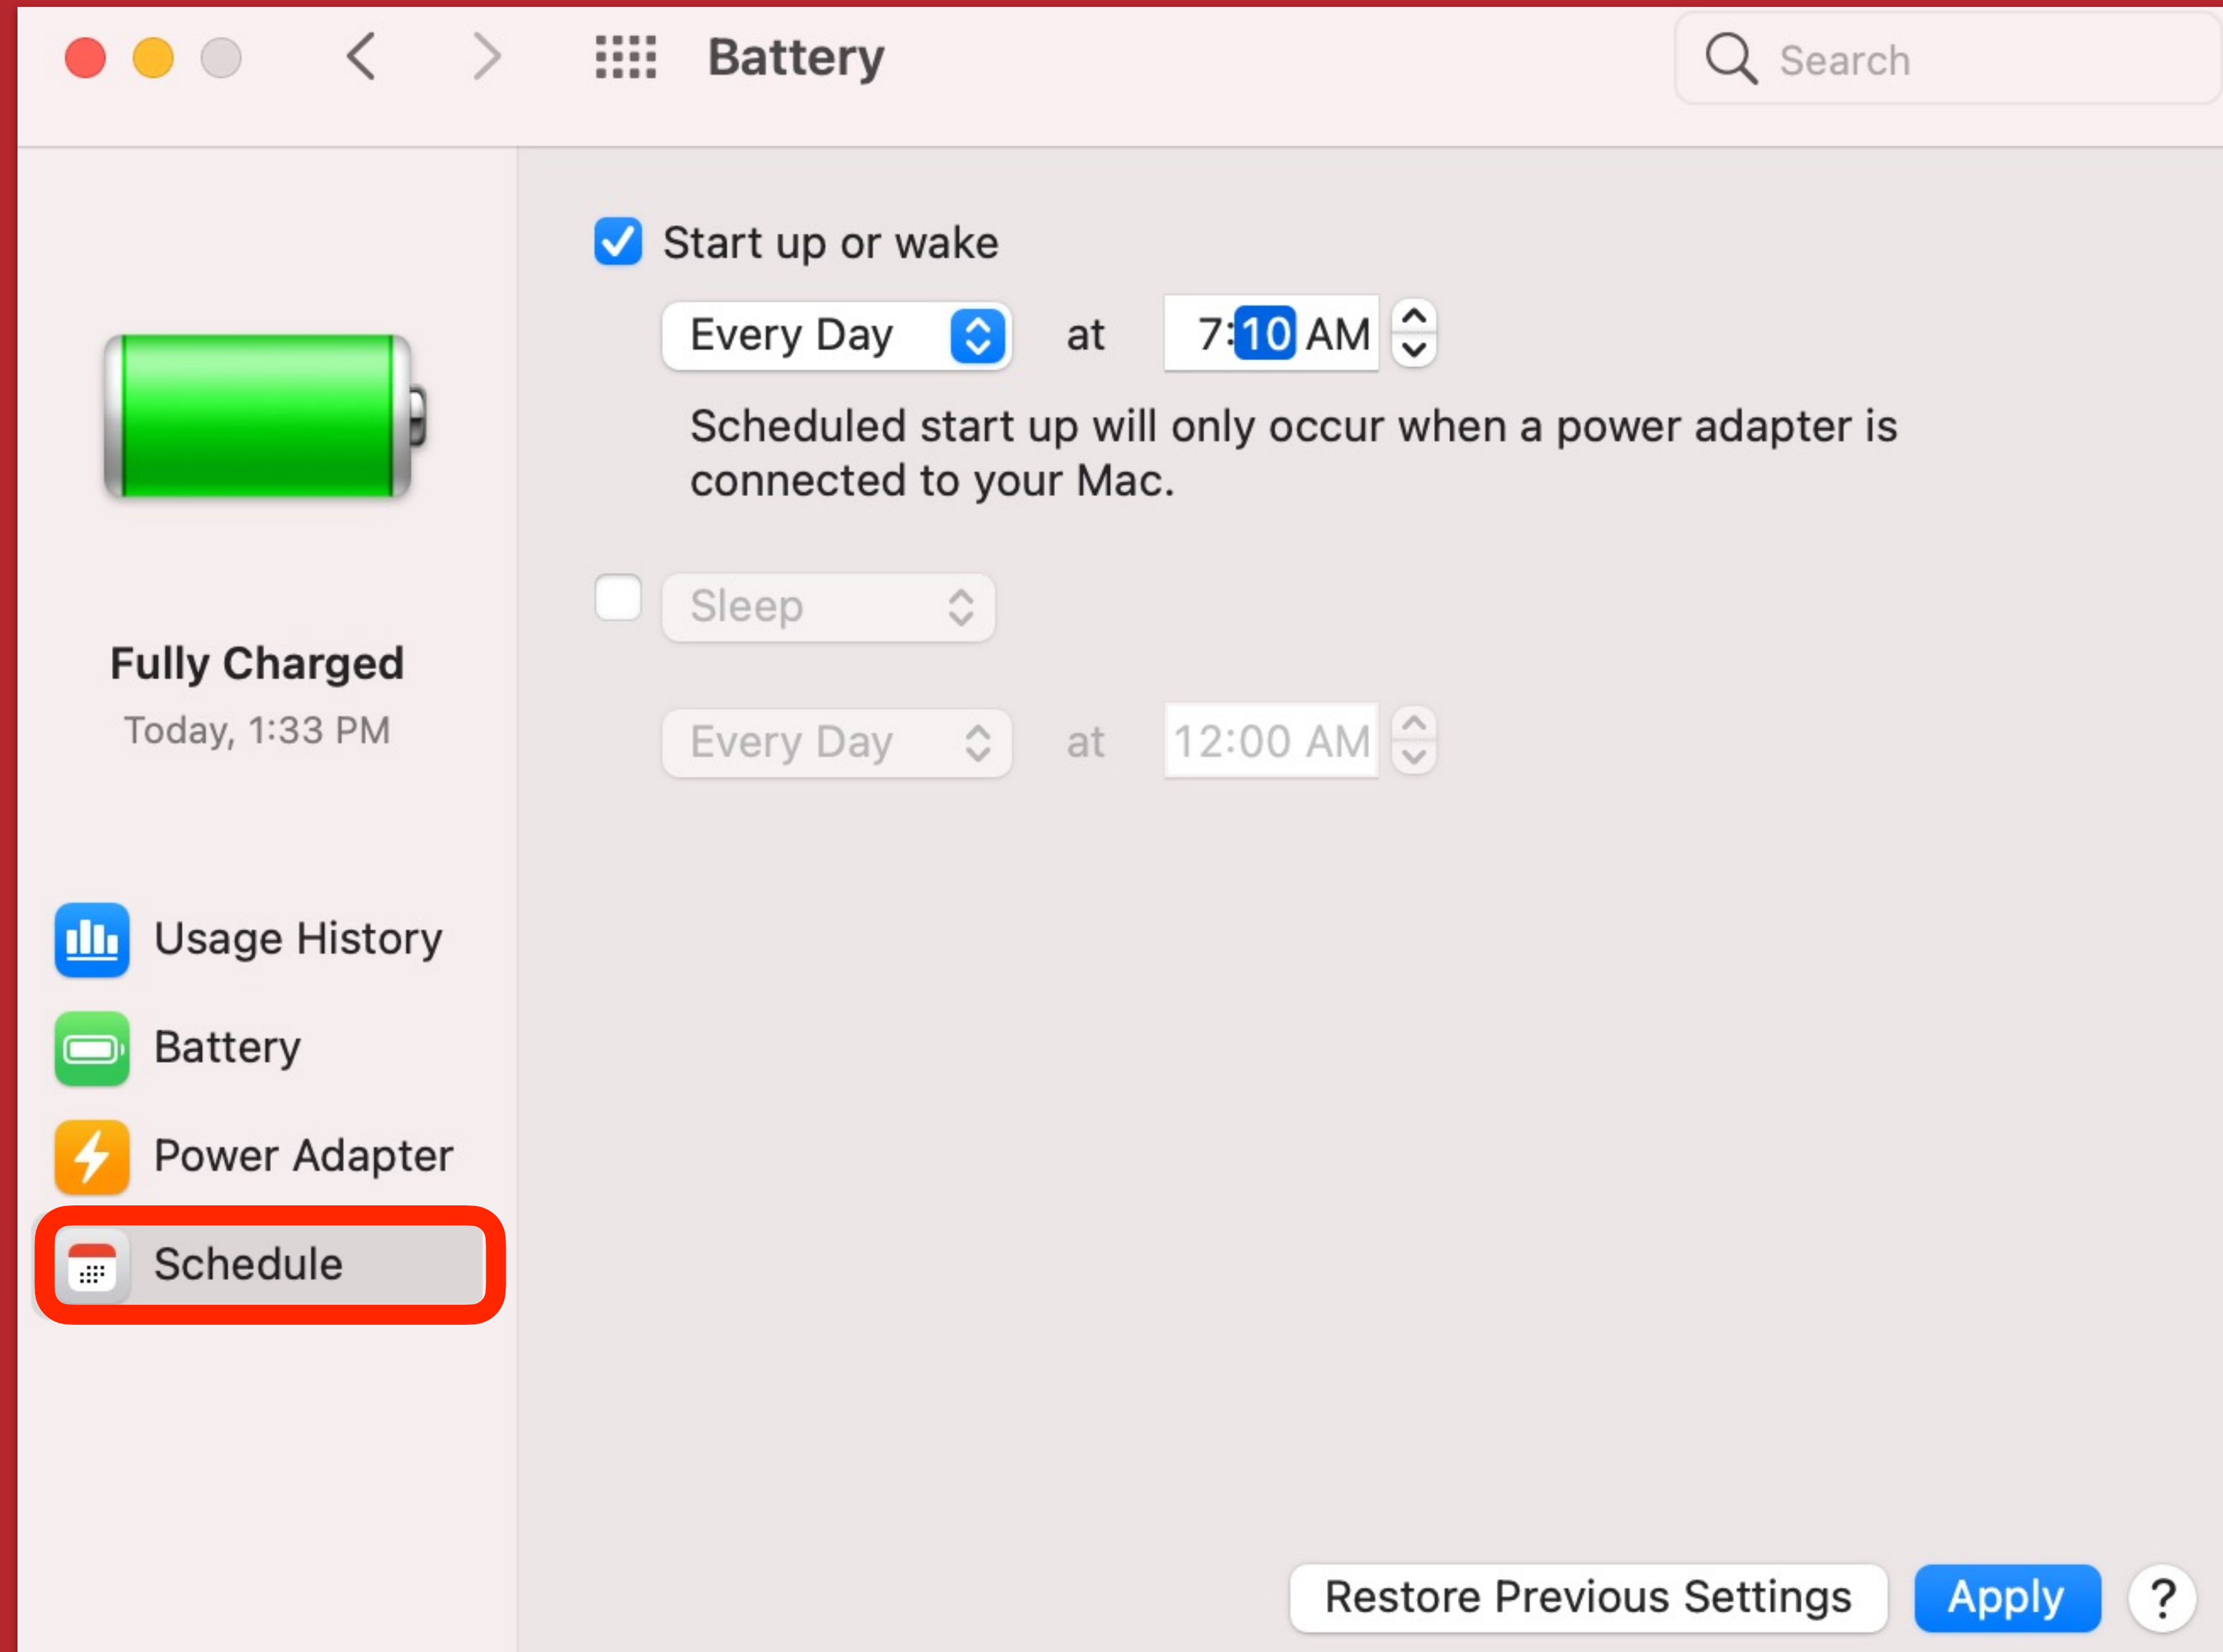 Battery
Search
Start up or wake
Every Day at 7:10 AM
Scheduled start up will only occur when a power adapter is
connected to your Mac.
Sleep
Every Day at 12:00 AM
Fully Charged
Today, 1:33 PM
Usage History
Battery
Power Adapter
Schedule
Restore Previous Settings Apply ?